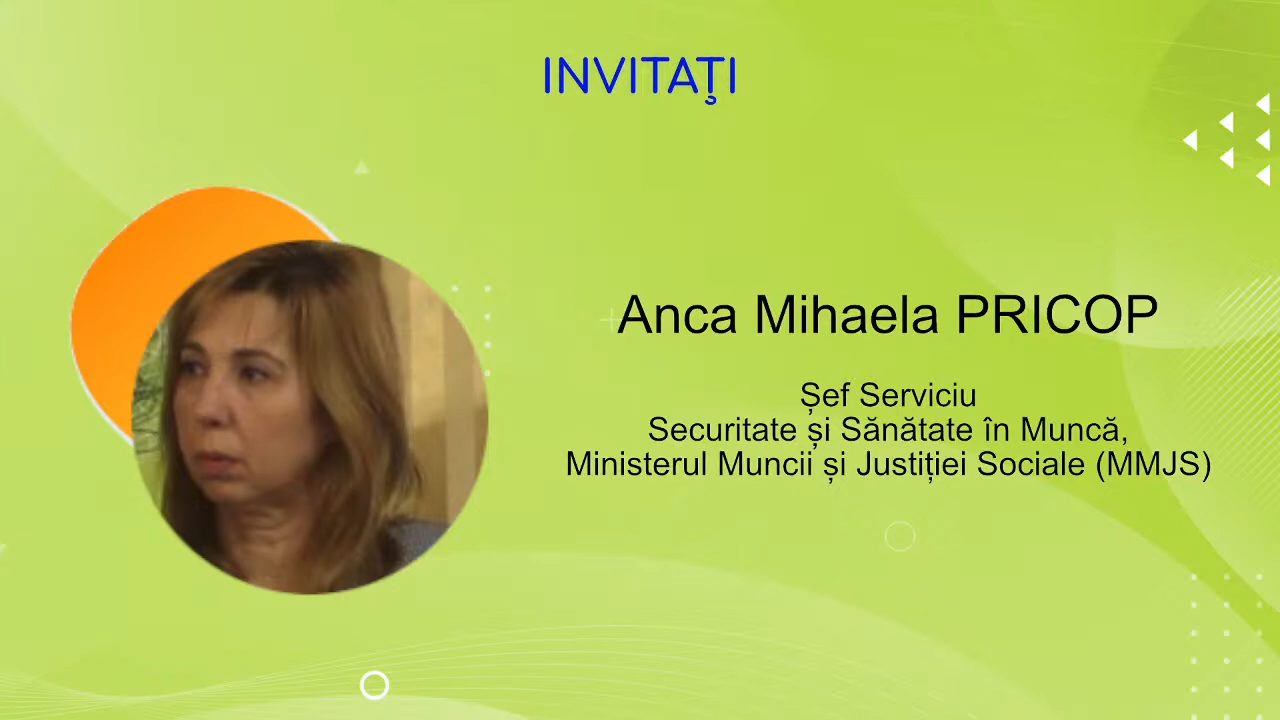 INVITAŢI
Anca Mihaela PRICOP
Șef Serviciu
Securitate și Sănătate în Muncă,
Ministerul Muncii și Justiției Sociale (MMJS)